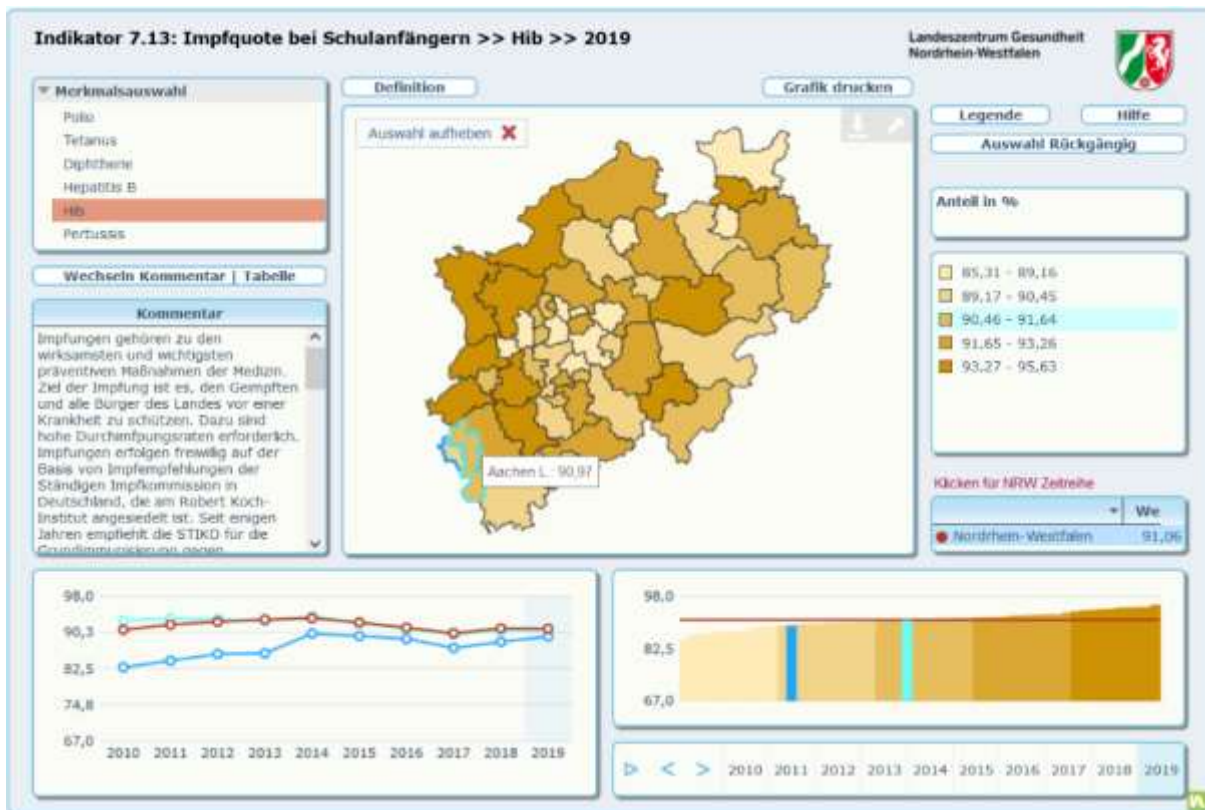 Indikator 7.13: Impfquote bei Schulanfängern >> Hib >> 2019
Landeszentrum Gesundheit
Nordrhein-Westfalen
Merkmalsauswahl
Polio
Tetanus
Diphtherie
Hepatitis B
Hib
Pertussis
Wechseln Kommentar | Tabelle
Kommentar
Impfungen gehören zu den
wirksamsten und wichtigsten
präventiven Maßnahmen der Medizin.
Ziel der Impfung ist es, den Geimpften
und alle Bürger des Landes vor einer
Krankheit zu schützen. Dazu sind
hohe Durchimpfungsraten erforderlich.
Impfungen erfolgen freiwillig auf der
Basis von Impfempfehlungen der
Ständigen Impfkommission in
Deutschland, die am Robert Koch-
Institut angesiedelt ist. Seit einigen
Jahren empfiehlt die STIKO für die
Grundimmunisierung gegen
Definition
Grafik drucken
Auswahl aufheben
Aachen L.: 90,97
Legende
Hilfe
Auswahl Rückgängig
Anteil in %
85,31 - 89,16
89,17 - 90,45
90,46 - 91,64
91,65 - 93,26
93,27 - 95,63
Klicken für NRW Zeitreihe
We
Nordrhein-Westfalen 91,06
98,0
90,3
82,5
74,8
67,0
2010 2011 2012 2013 2014 2015 2016 2017 2018 2019
98,0
82,5
67,0
2010 2011 2012 2013 2014 2015 2016 2017 2018 2019